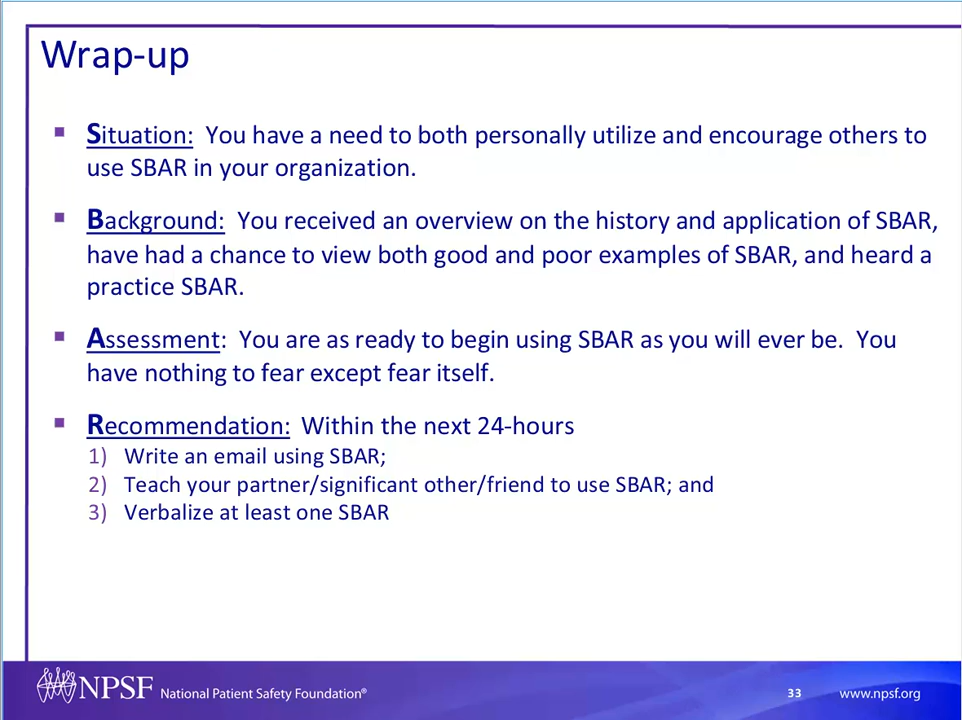 Wrap-up
Situation: You have a need to both personally utilize and encourage others to
use SBAR in your organization.
Background: You received an overview on the history and application of SBAR,
have had a chance to view both good and poor examples of SBAR, and heard a
practice SBAR.
Assessment: You are as ready to begin using SBAR as you will ever be. You
have nothing to fear except fear itself.
Recommendation: Within the next 24-hours
1) Write an email using SBAR;
2) Teach your partner/significant other/friend to use SBAR; and
3) Verbalize at least one SBAR
NPSF National Patient Safety Foundation® 33 www.npsf.org